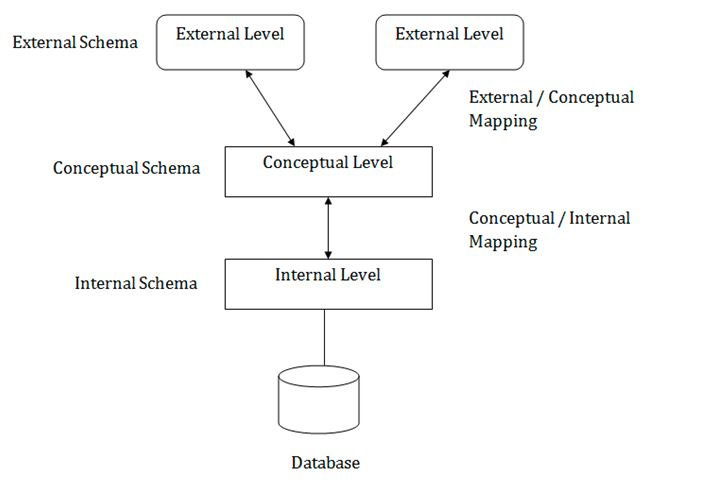 External Schema
External Level
External Level
External / Conceptual
Mapping
Conceptual Schema
Conceptual Level
Conceptual / Internal
Mapping
Internal Schema
Internal Level
Database